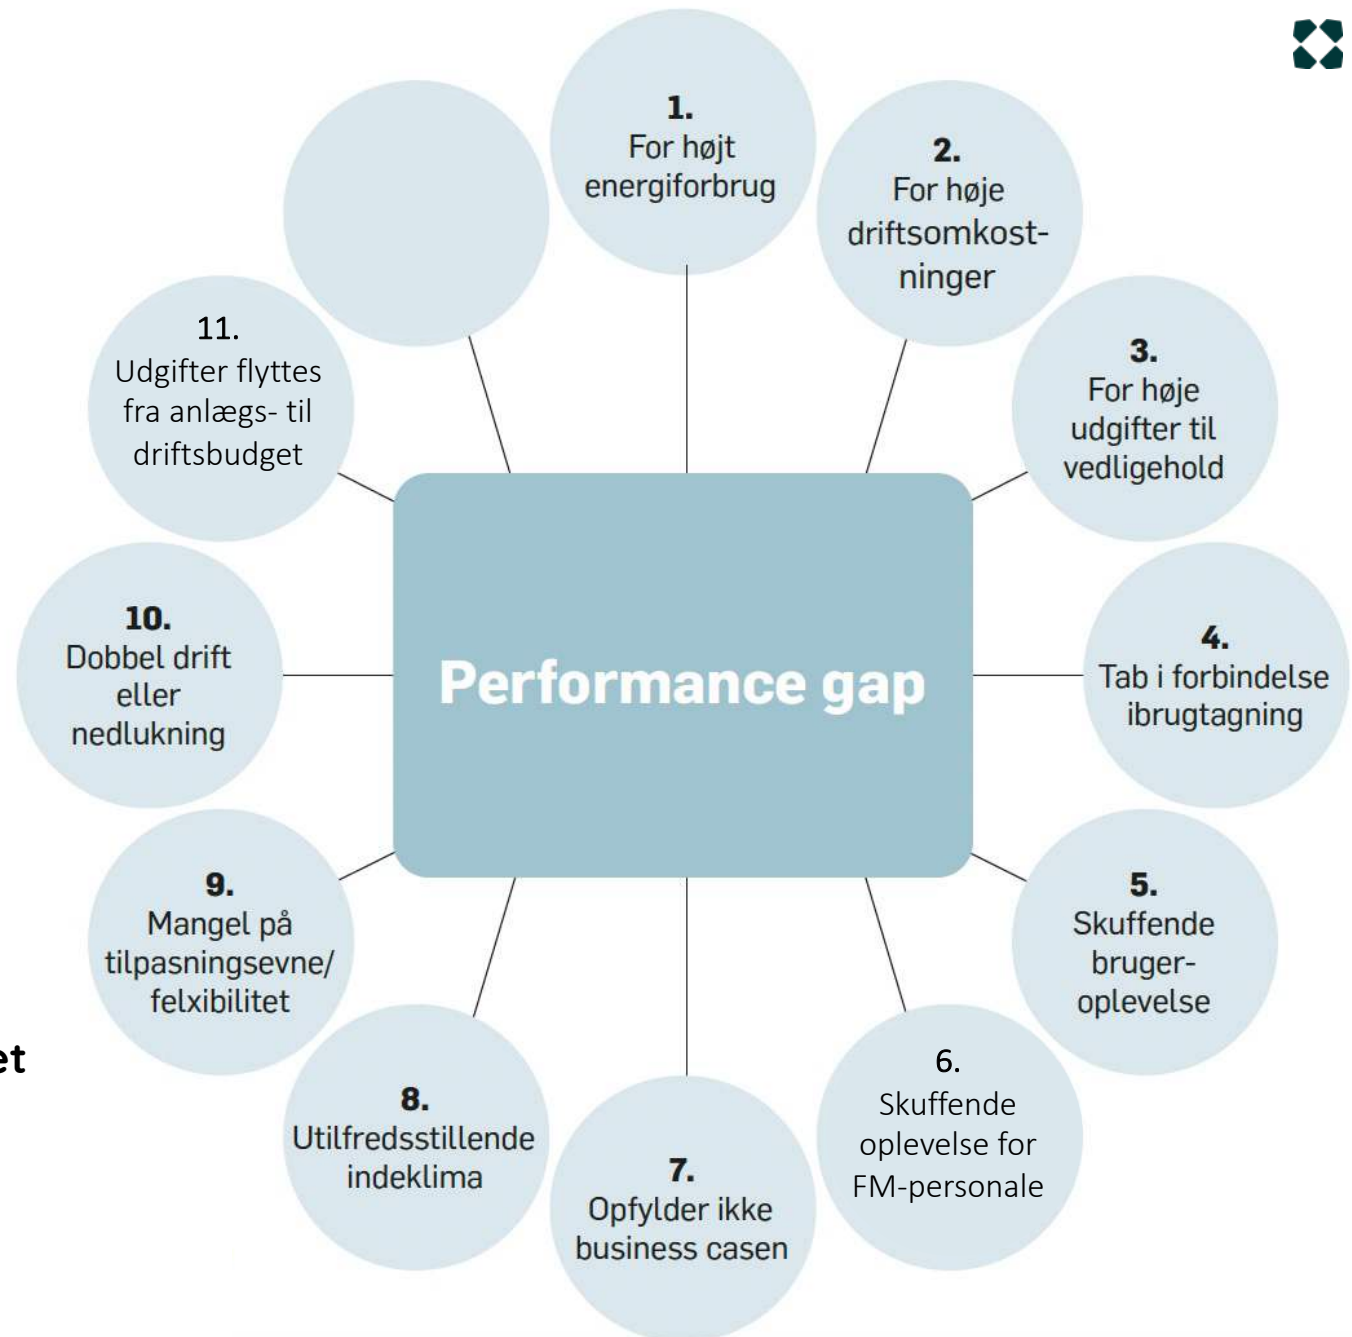 1.
For højt
energiforbrug
2.
For høje
driftsomkost-
ninger
3.
For høje
udgifter til
vedligehold
4.
Tab i forbindelse
ibrugtagning
5.
Skuffende
bruger-
oplevelse
6.
Skuffende
oplevelse for
FM-personale
7.
Opfylder ikke
business casen
8.
Utilfredsstillende
indeklima
9.
Mangel på
tilpasningsevne/
felxibilitet
10.
Dobbel drift
eller
nedlukning
11.
Udgifter flyttes
fra anlægs- til
driftsbudget
Performance gap
et